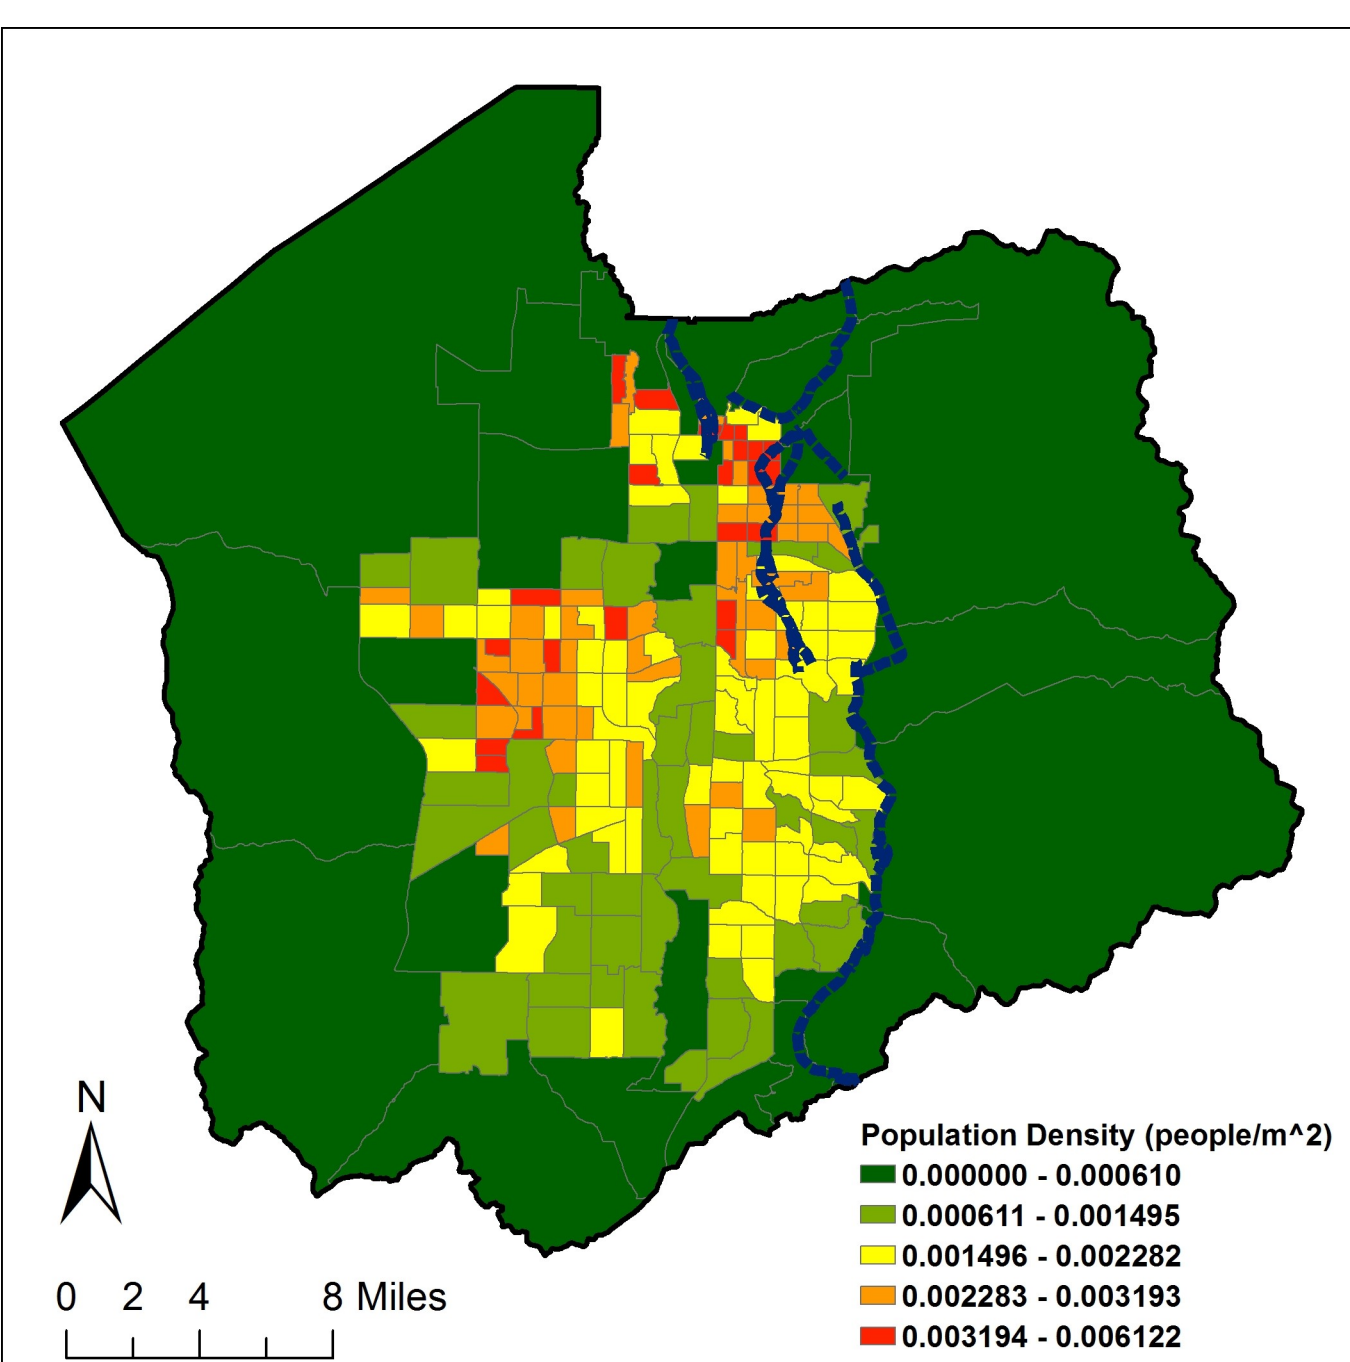 N
0 2 4 8 Miles
Population Density (people/m^2)
0.000000 - 0.000610
0.000611 - 0.001495
0.001496 - 0.002282
0.002283 - 0.003193
0.003194 - 0.006122